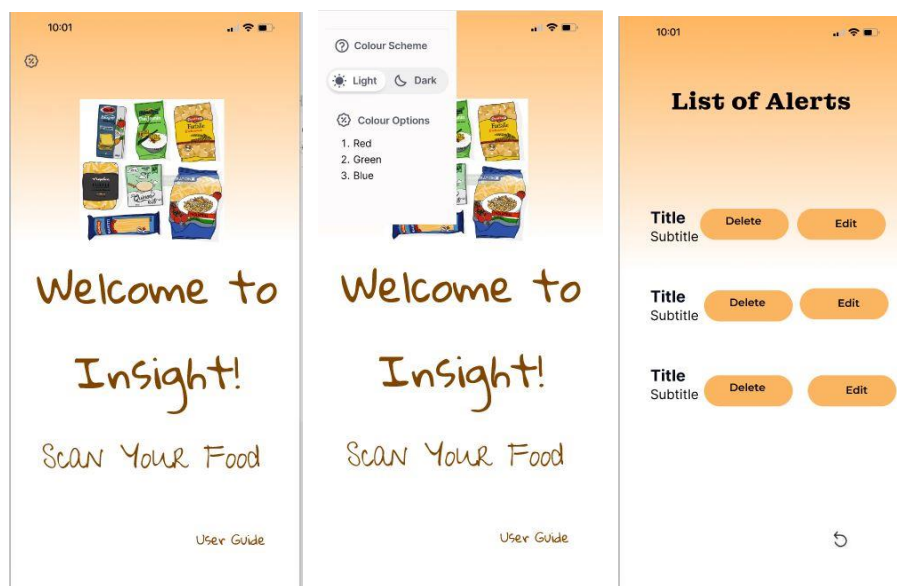 10:01
Welcome to
Insight!
Scan Your Food
User Guide
Colour Scheme
Light Dark
Colour Options
1. Red
2. Green
3. Blue
Welcome to
Insight!
Scan Your Food
User Guide
10:01
List of Alerts
Title
Subtitle
Delete
Edit
Title
Subtitle
Delete
Edit
Title
Subtitle
Delete
Edit